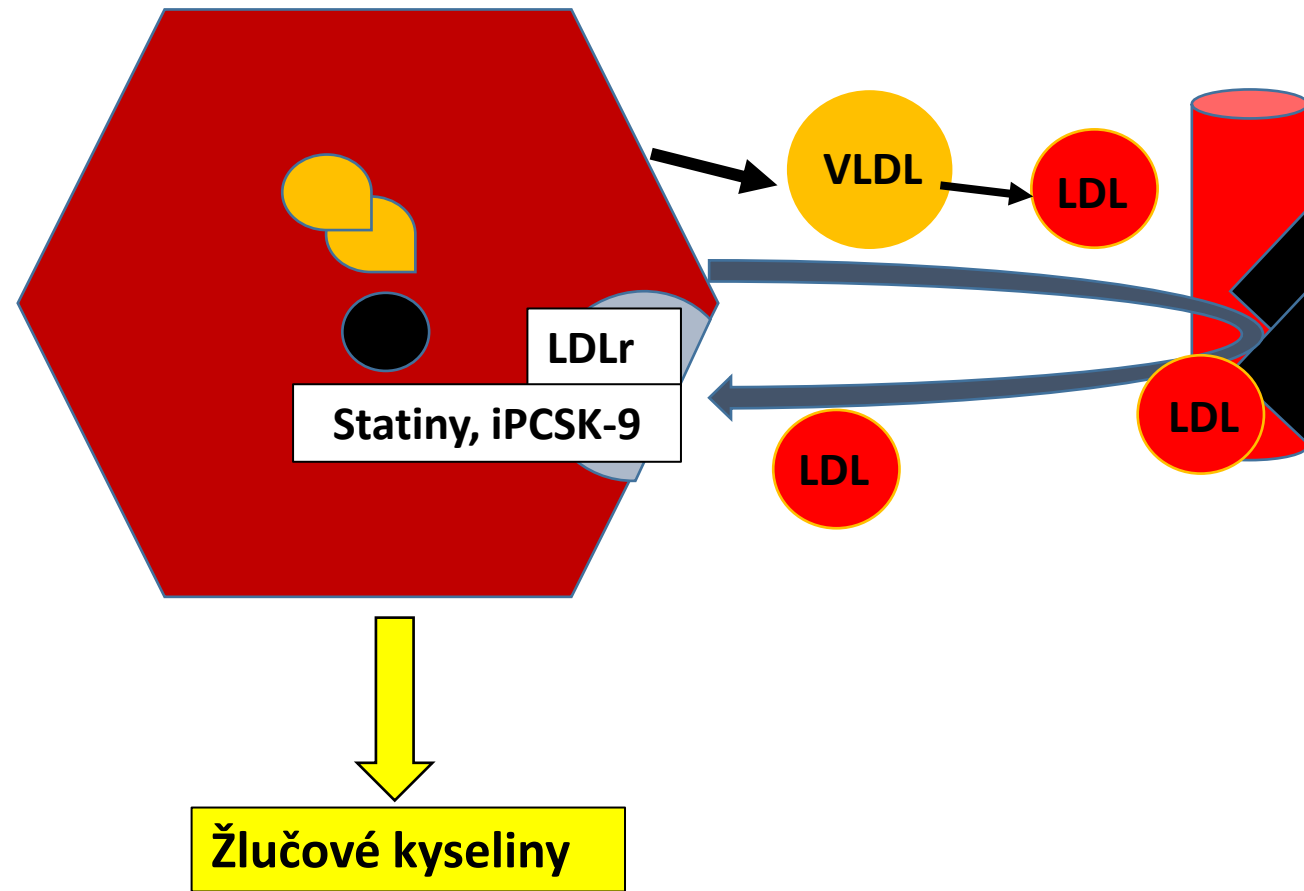 VLDL
LDL
LDLr
Statiny, iPCSK-9
LDL
LDL
Žlučové kyseliny